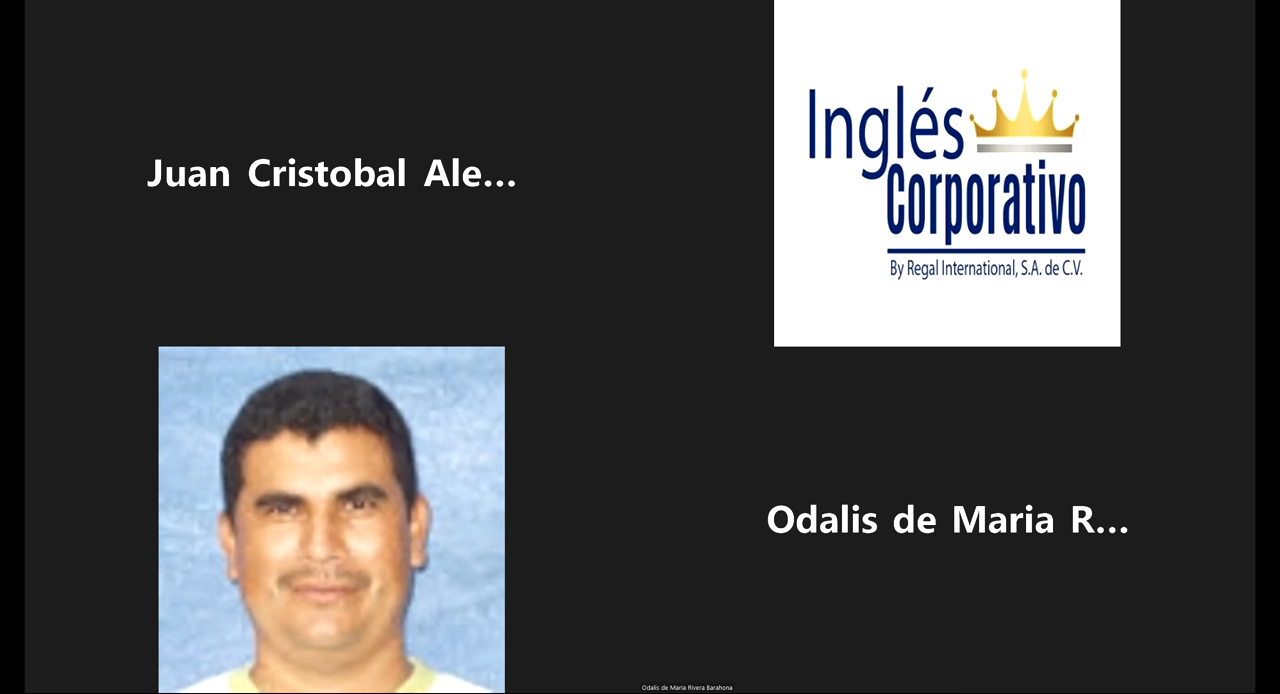 Juan Cristobal Ale...
Inglés
Corporativo
By Regal International, S.A. de C.V.
Odalis de Maria R...
Odalis de Maria Rivera Barahona